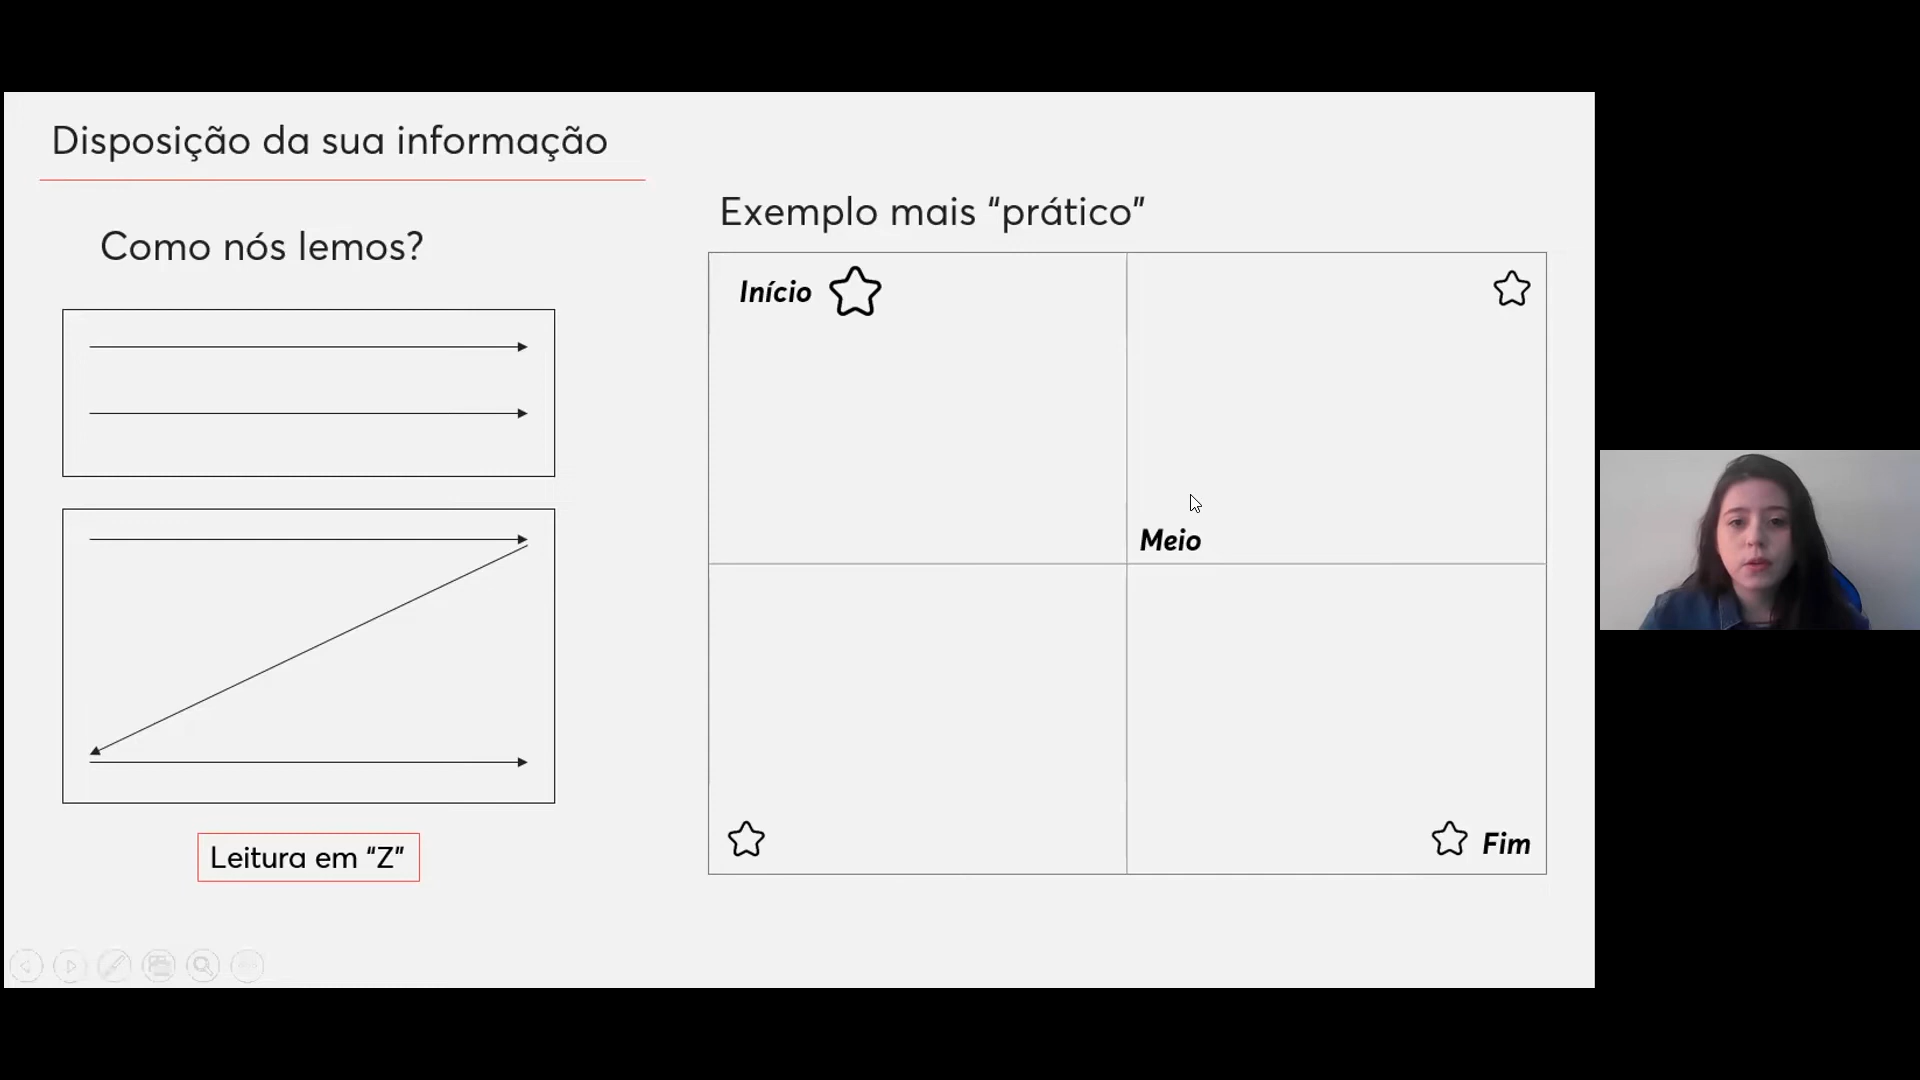 Disposição da sua informação
Como nós lemos?
Leitura em “Z”
Exemplo mais “prático”
Início
Meio
Fim